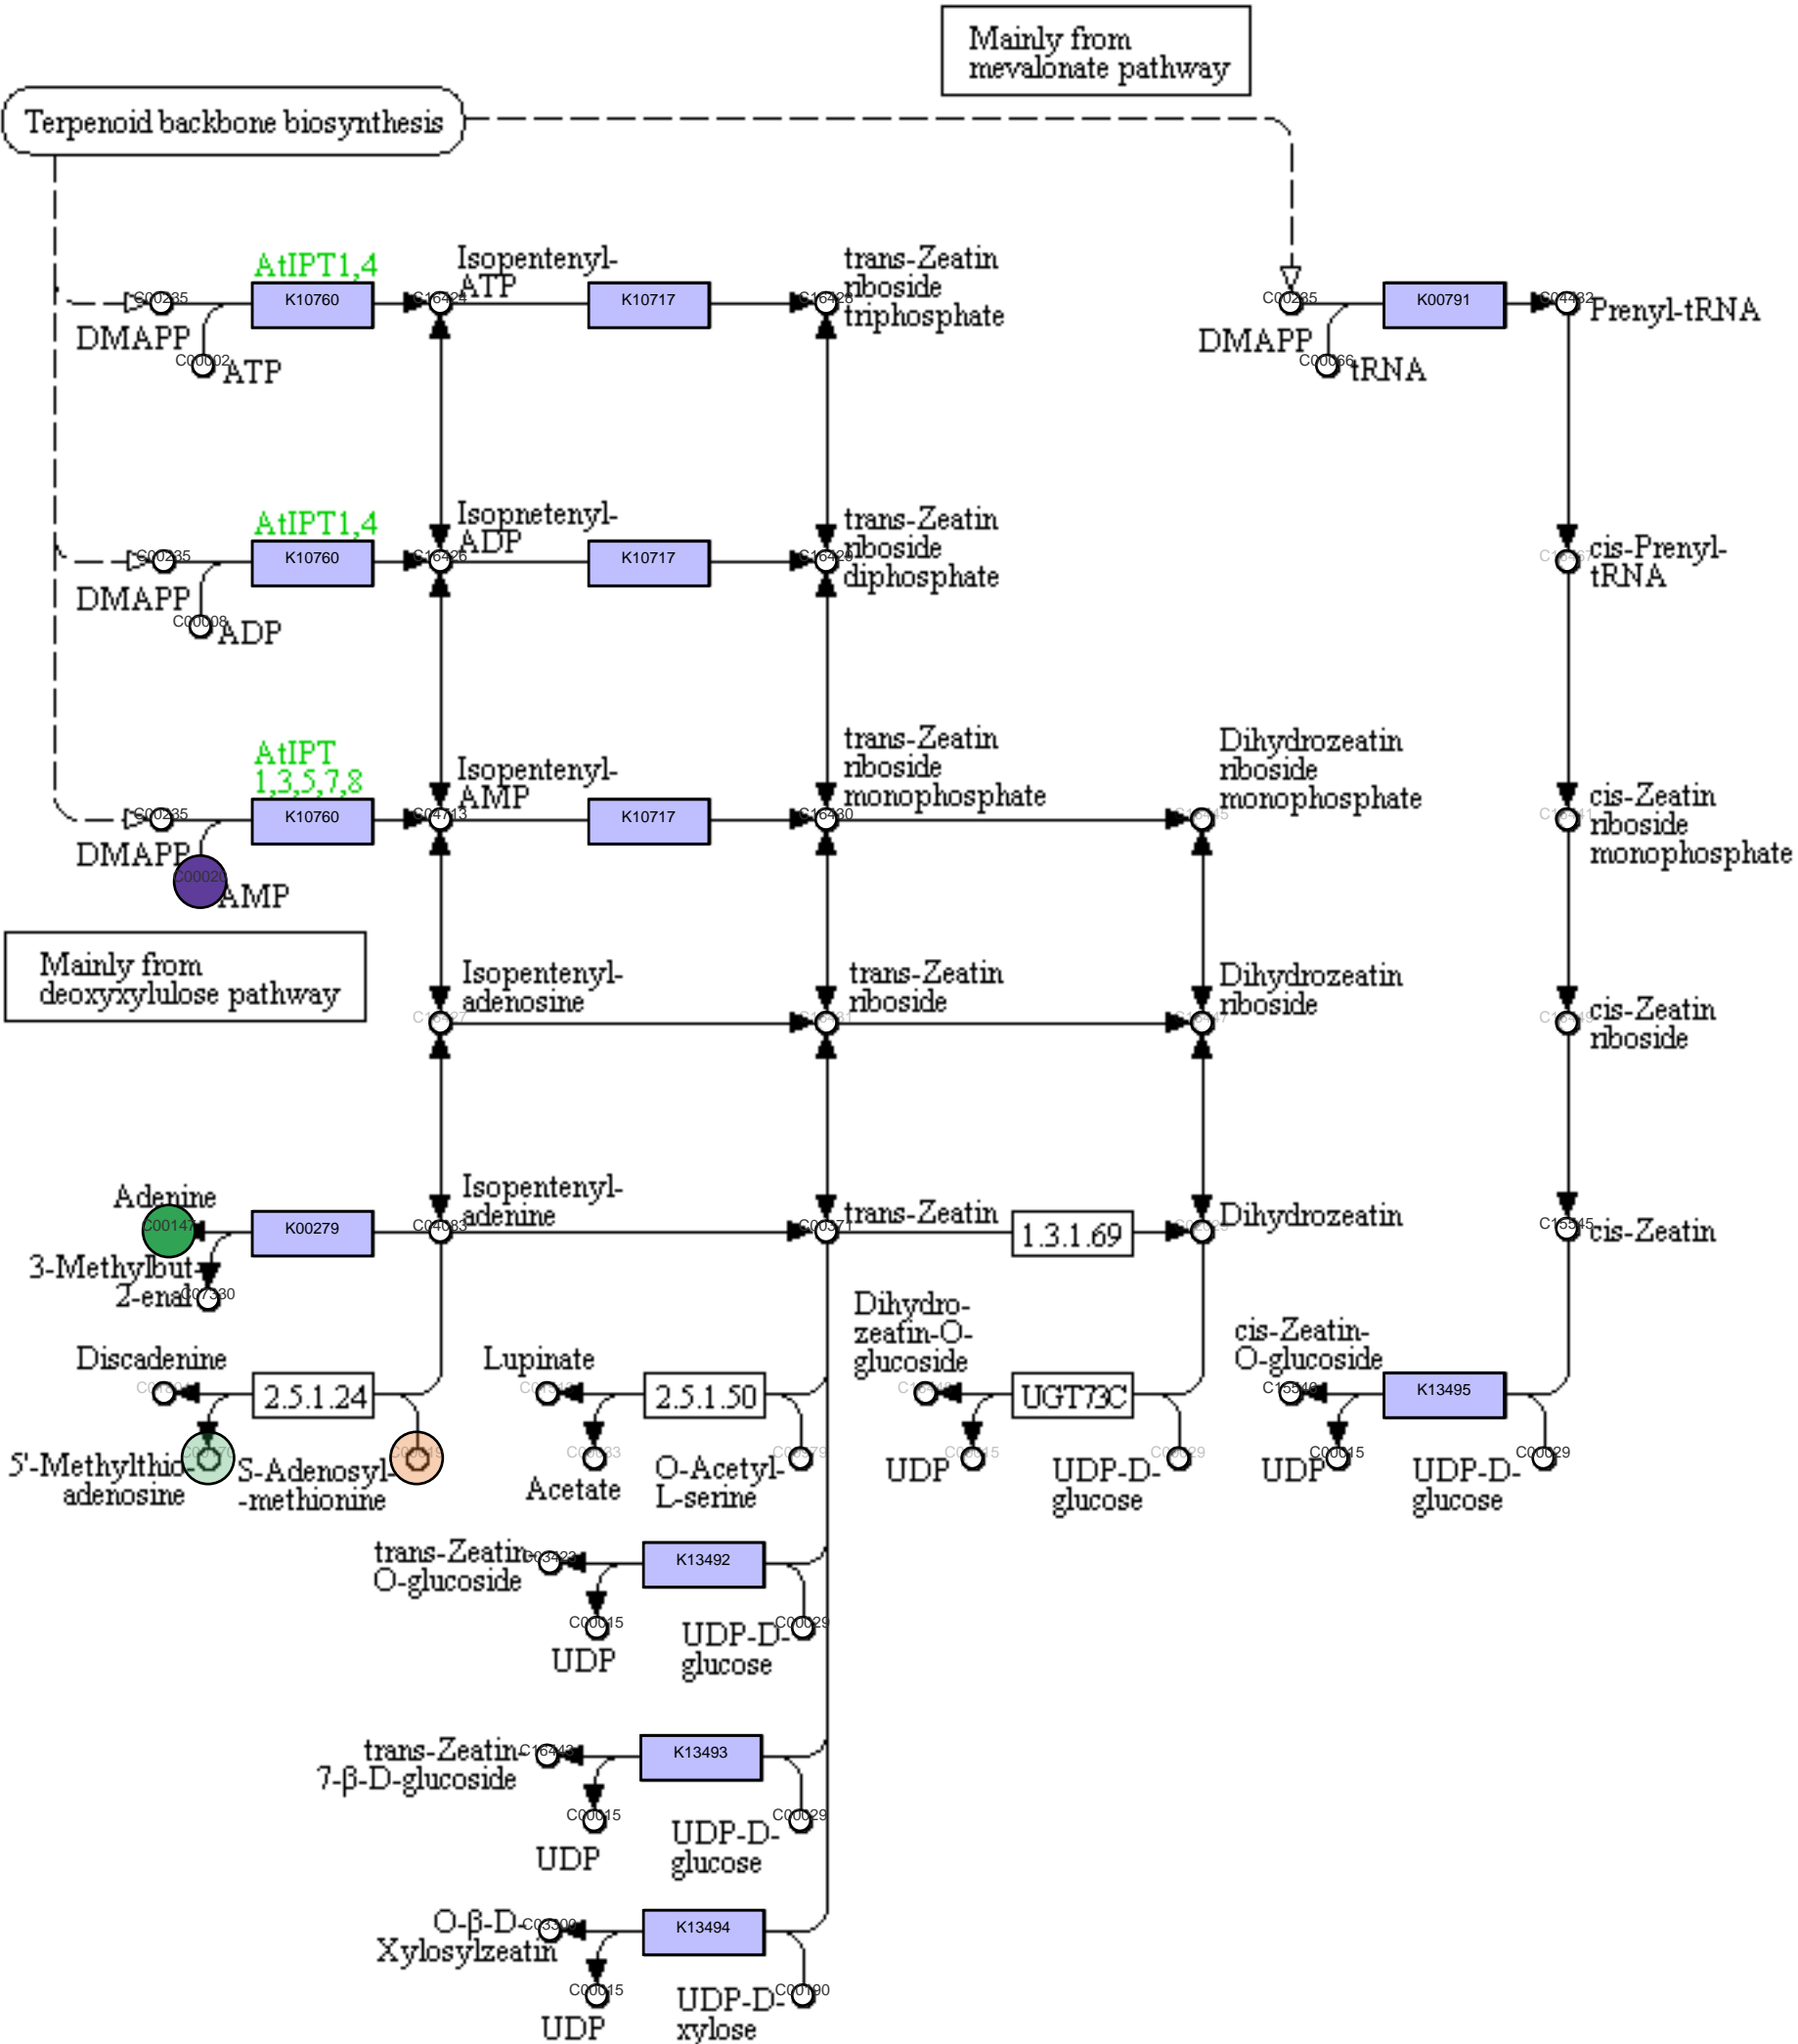 Mainly from
mevalonate pathway
Terpenoid backbone biosynthesis
AtIPT1,4
Isopentenyl-
ATP
trans-Zeatin
riboside
triphosphate
C00235
K10760
C16424
K10717
C16428
C00235
K00791
C04432
Prenyl-tRNA
DMAPP
C00002
ATP
DMAPP
C00066
tRNA
AtIPT1,4
Isopnetenyl-
ADP
trans-Zeatin
riboside
diphosphate
C00235
K10760
C16426
K10717
cis-Prenyl-
tRNA
DMAPP
C00008
ADP
AtIPT
1,3,5,7,8
Isopentenyl-
AMP
trans-Zeatin
riboside
monophosphate
Dihydrozeatin
riboside
monophosphate
C00235
K10760
C04713
K10717
C16430
cis-Zeatin
riboside
monophosphate
DMAPP
C00020
AMP
Mainly from
deoxyxylulose pathway
Isopentenyl-
adenosine
trans-Zeatin
riboside
Dihydrozeatin
riboside
cis-Zeatin
riboside
Adenine
Isopentenyl-
adenine
C00147
K00279
C04083
C00371
trans-Zeatin
1.3.1.69
Dihydrozeatin
C15545
cis-Zeatin
3-Methylbut-
2-enal
C07330
Discadenine
2.5.1.24
Lupinate
2.5.1.50
Dihydro-
zeatin-O-
glucoside
UGT73C
cis-Zeatin-
O-glucoside
C15546
K13495
5'-Methylthio-
adenosine
S-Adenosyl-
-methionine
C00033
Acetate
C00979
O-Acetyl-
L-serine
C00015
UDP
C00029
UDP-D-
glucose
C00015
UDP
C00029
UDP-D-
glucose
trans-Zeatin-
O-glucoside
C03423
K13492
C00015
UDP
C00029
UDP-D-
glucose
trans-Zeatin-
7-β-D-glucoside
C16443
K13493
C00015
UDP
C00029
UDP-D-
glucose
O-β-D-
Xylosylzeatin
C03300
K13494
C00015
UDP
C00190
UDP-D-
xylose